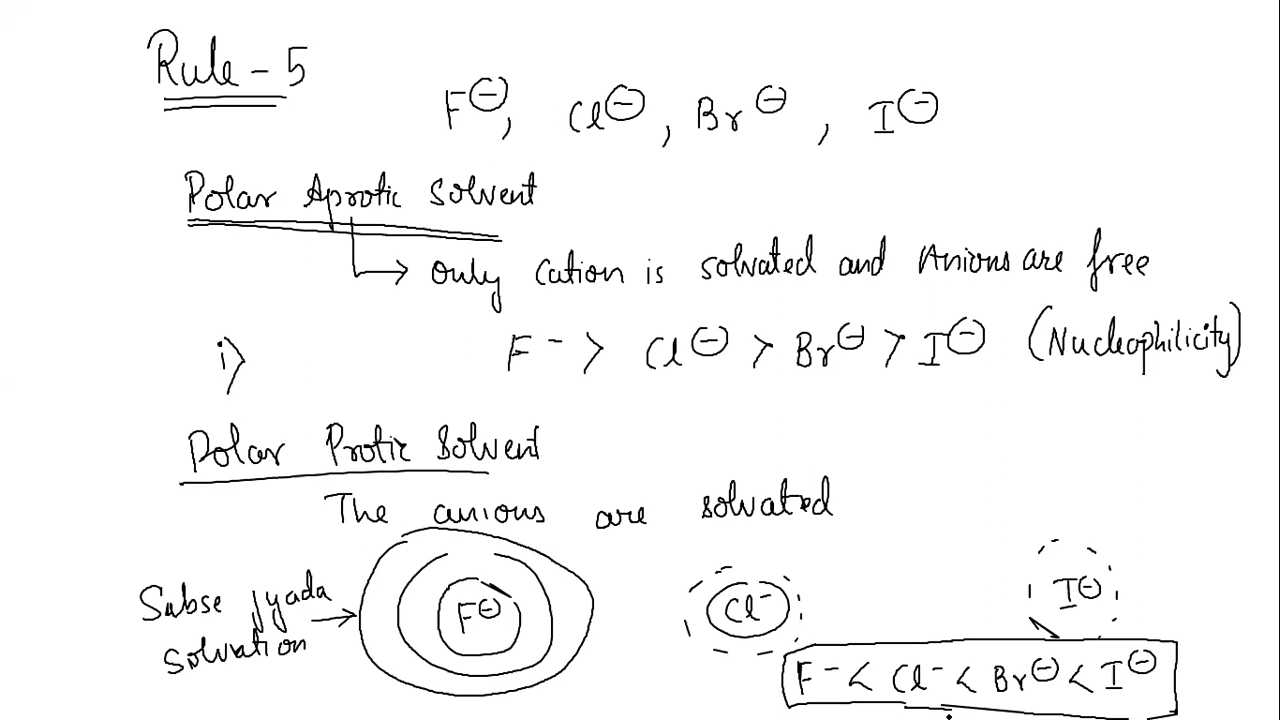 Rule - 5
F⊖, Cl⊖, Br⊖, I⊖
Polar Aprotic Solvent
→ Only Cation is solvated and Anions are free
i) F⁻ > Cl⊖ > Br⊖ > I⊖ (Nucleophilicity)
Polar Protic Solvent
The anions are solvated
Subse jyada → F⊖ Cl⁻ I⊖
solvation
F⁻ < Cl⁻ < Br⊖ < I⊖